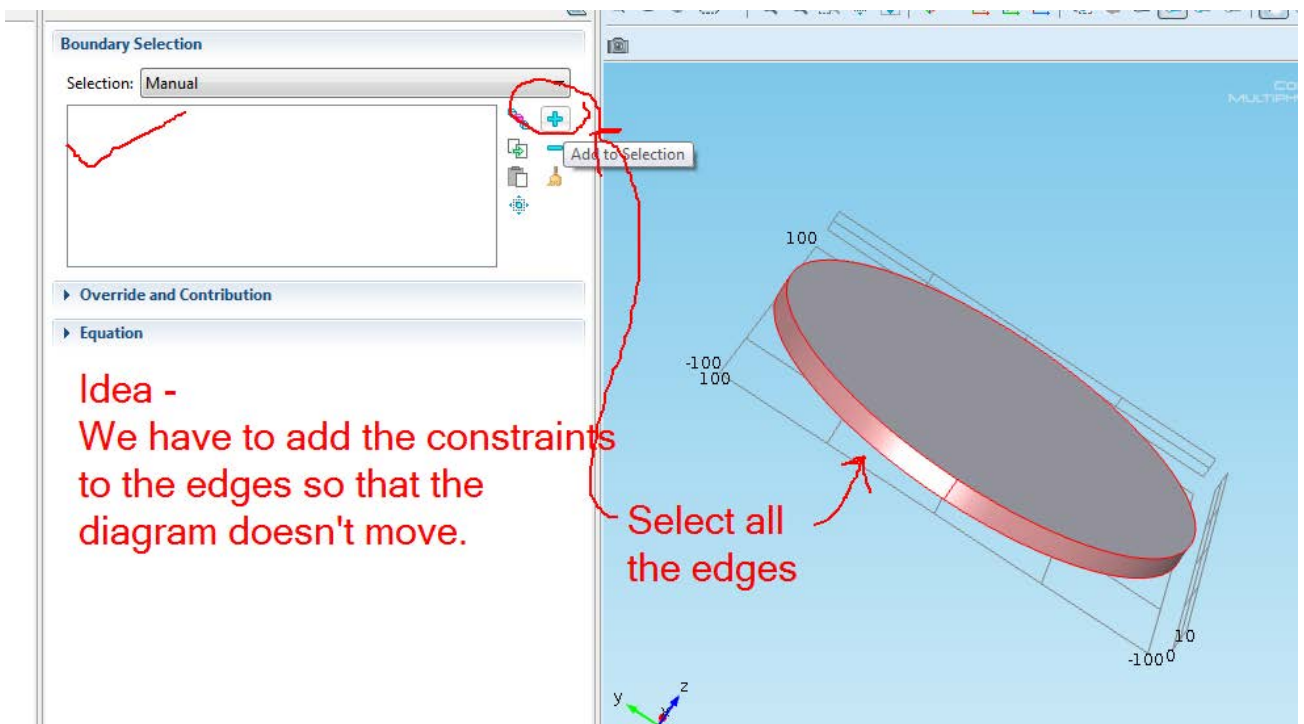 Boundary Selection
Selection: Manual
Add to Selection
Override and Contribution
Equation
Idea -
We have to add the constraints
to the edges so that the
diagram doesn't move.
Select all
the edges
100
-100
100
10
0
-100
y
z
x